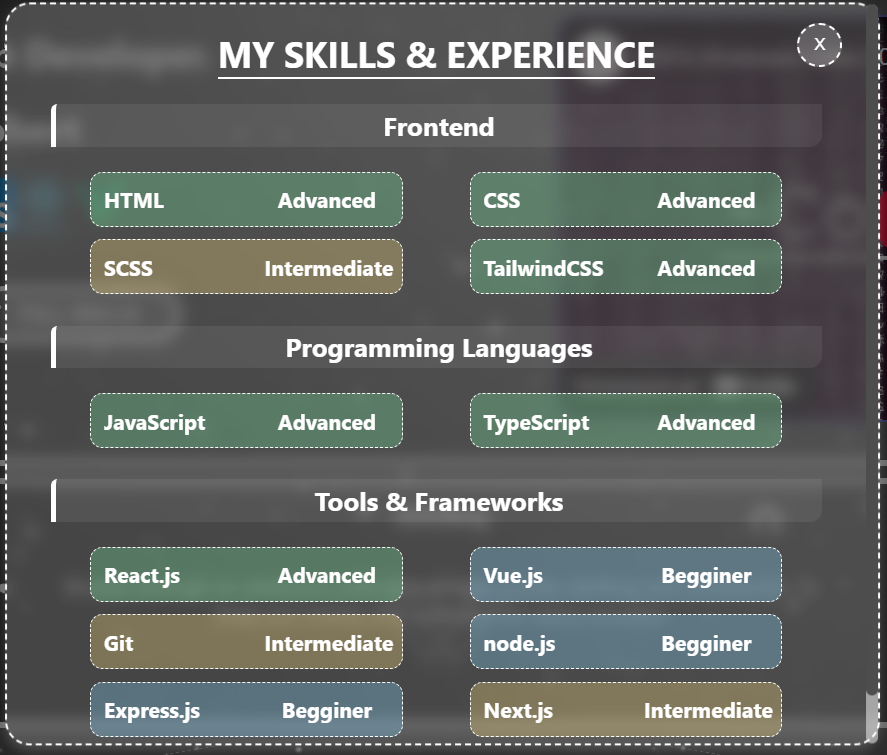 MY SKILLS & EXPERIENCE
X
Frontend
HTML Advanced
CSS Advanced
SCSS Intermediate
TailwindCSS Advanced
Programming Languages
JavaScript Advanced
TypeScript Advanced
Tools & Frameworks
React.js Advanced
Vue.js Begginer
Git Intermediate
node.js Begginer
Express.js Begginer
Next.js Intermediate